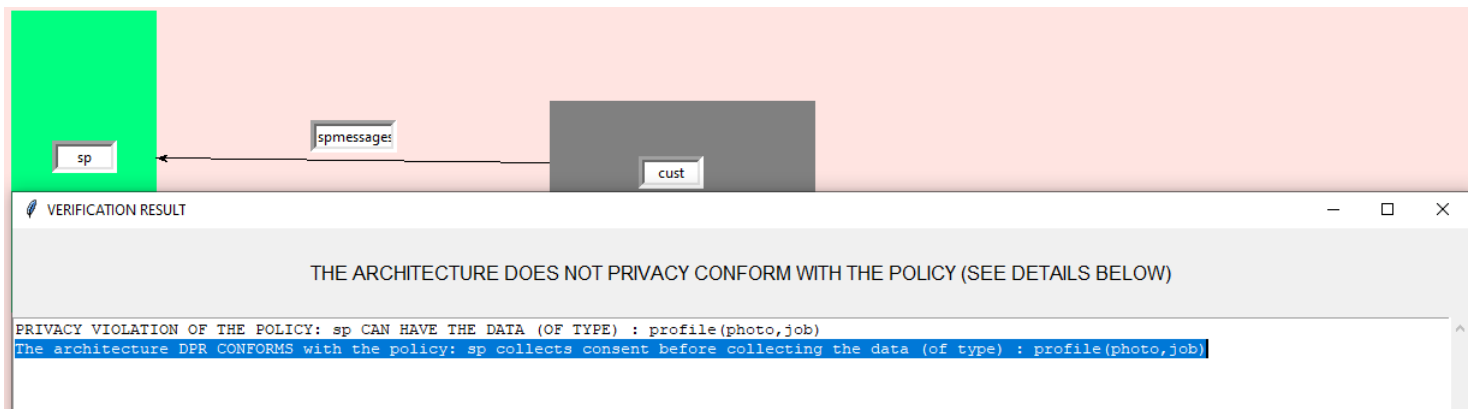 spmessages
sp
cust
VERIFICATION RESULT
THE ARCHITECTURE DOES NOT PRIVACY CONFORM WITH THE POLICY (SEE DETAILS BELOW)
PRIVACY VIOLATION OF THE POLICY: sp CAN HAVE THE DATA (OF TYPE) : profile(photo,job)
The architecture DPR CONFORMS with the policy: sp collects consent before collecting the data (of type) : profile(photo,job)